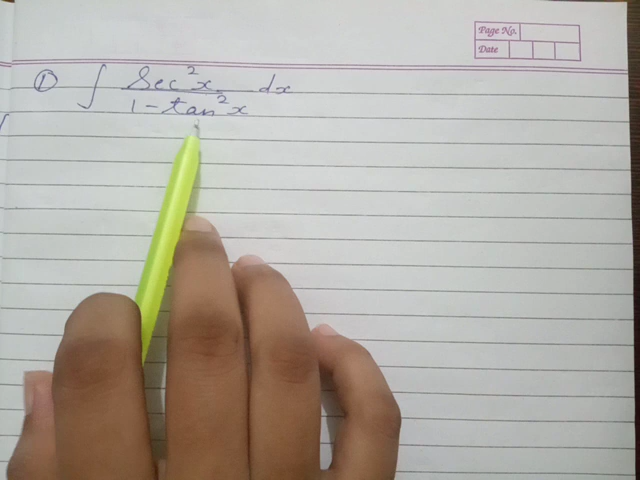 Page No.
Date
① ∫ Sec²x / 1 - tan²x dx